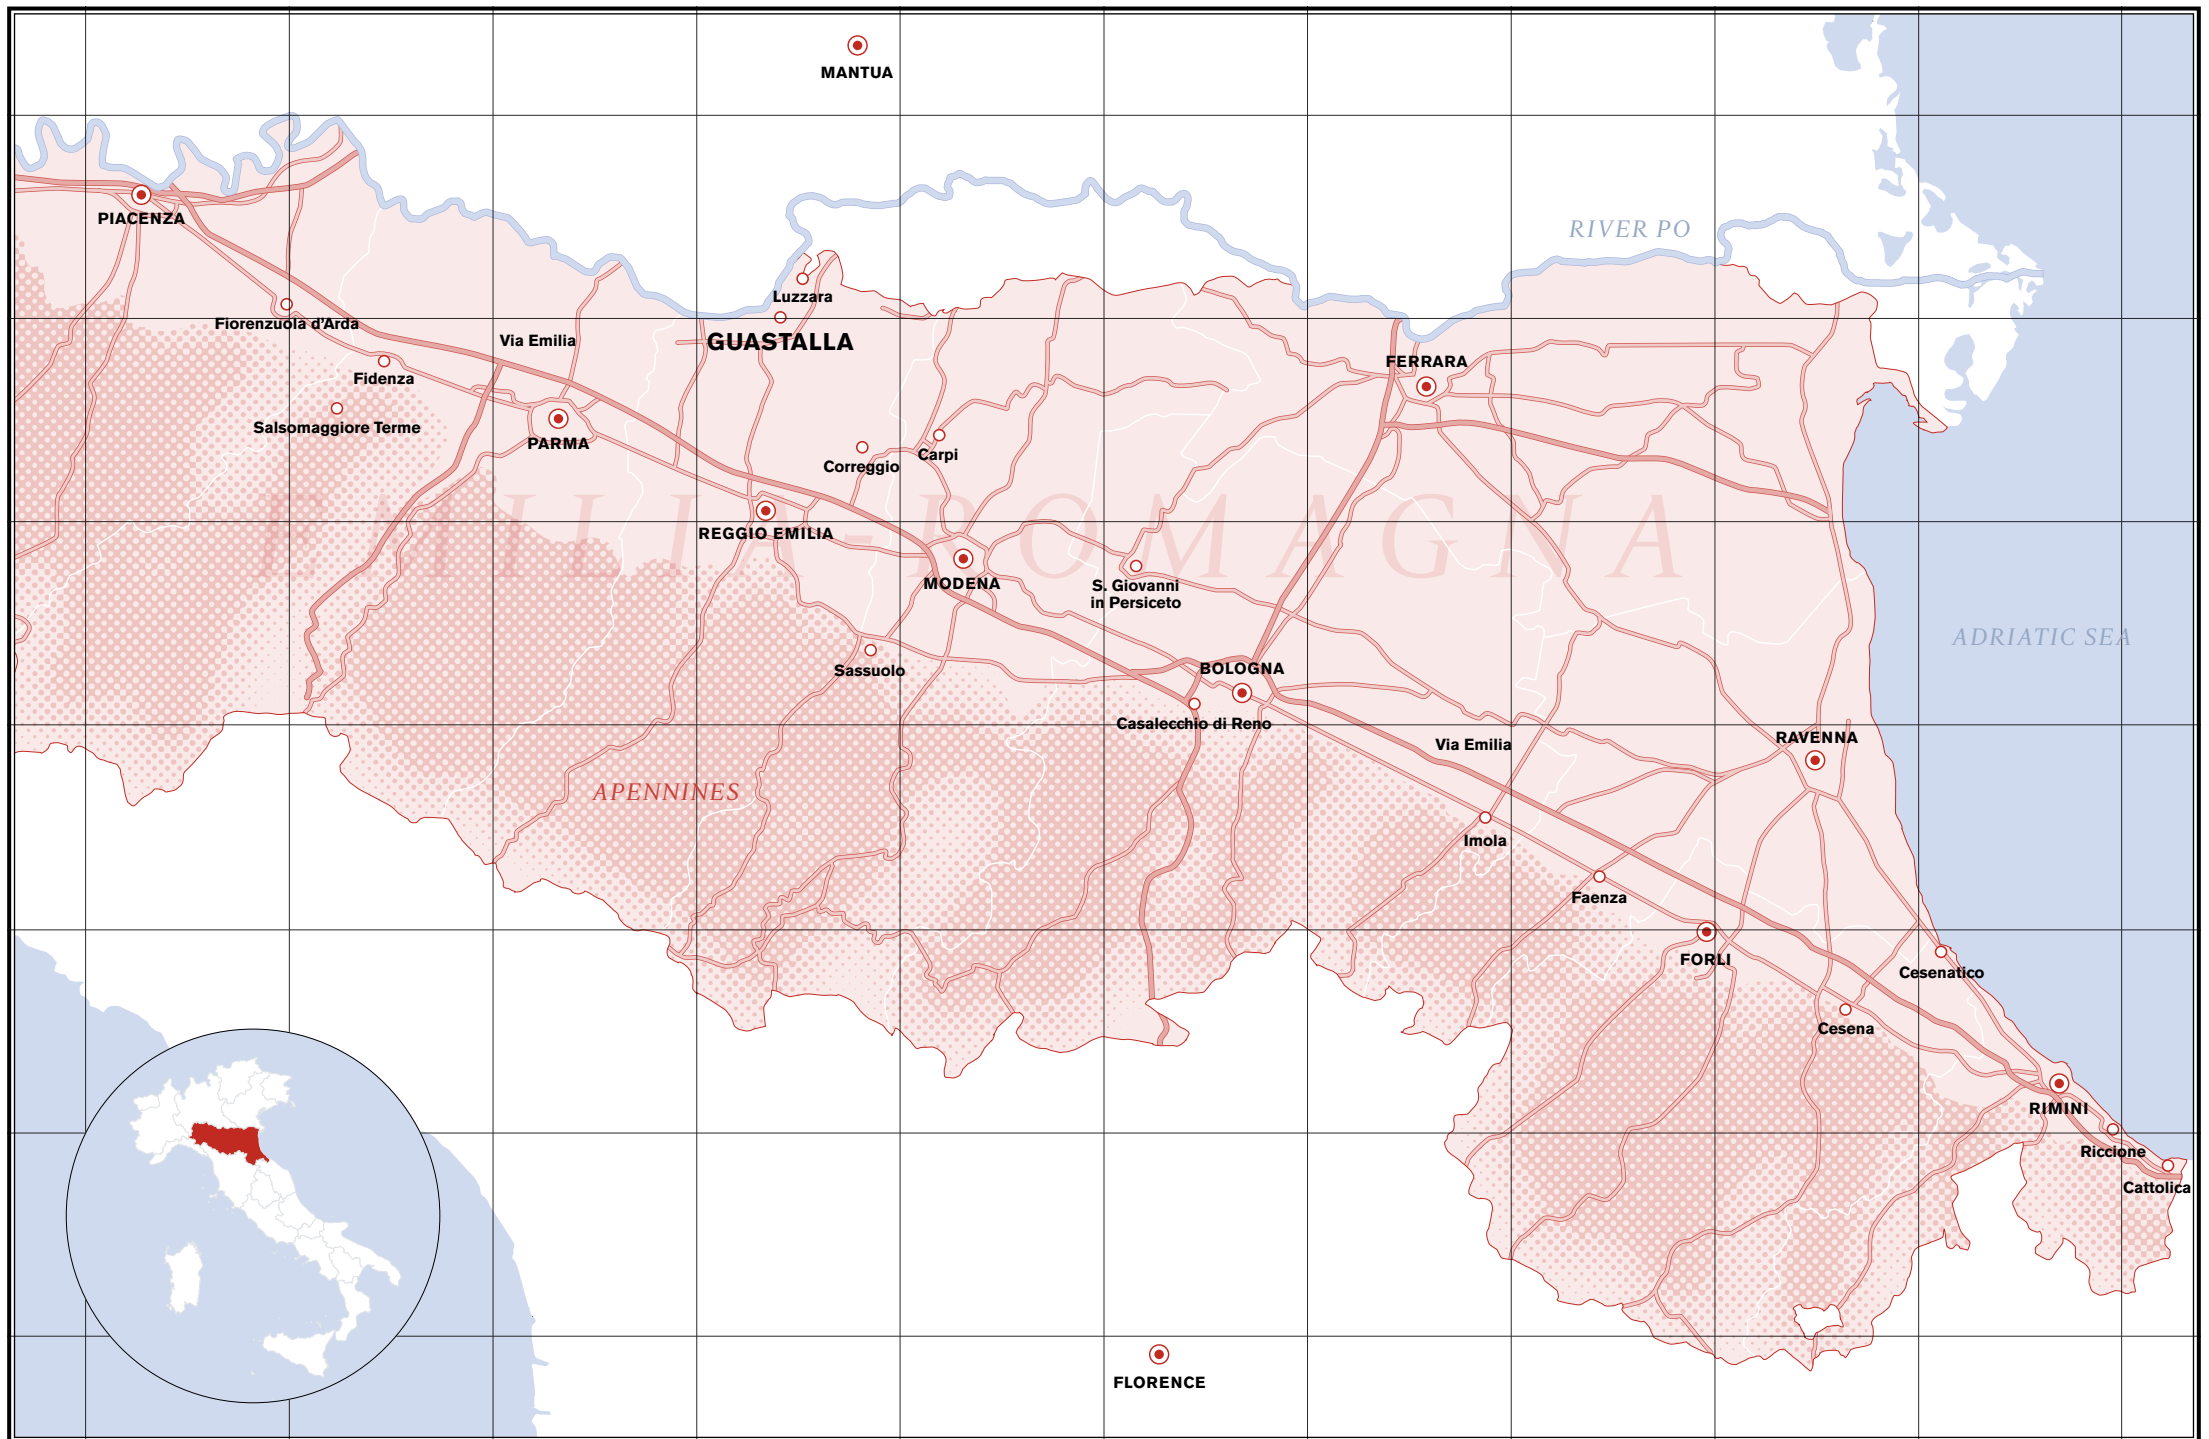 MANTUA
PIACENZA
RIVER PO
Luzzara
Fiorenzuola d'Arda
Via Emilia
GUASTALLA
FERRARA
Fidenza
Salsomaggiore Terme
PARMA
Correggio
Carpi
EMILIA-ROMAGNA
REGGIO EMILIA
MODENA
S. Giovanni
in Persiceto
ADRIATIC SEA
Sassuolo
BOLOGNA
Casalecchio di Reno
Via Emilia
RAVENNA
APENNINES
Imola
Faenza
FORLI
Cesenatico
Cesena
RIMINI
Riccione
Cattolica
FLORENCE